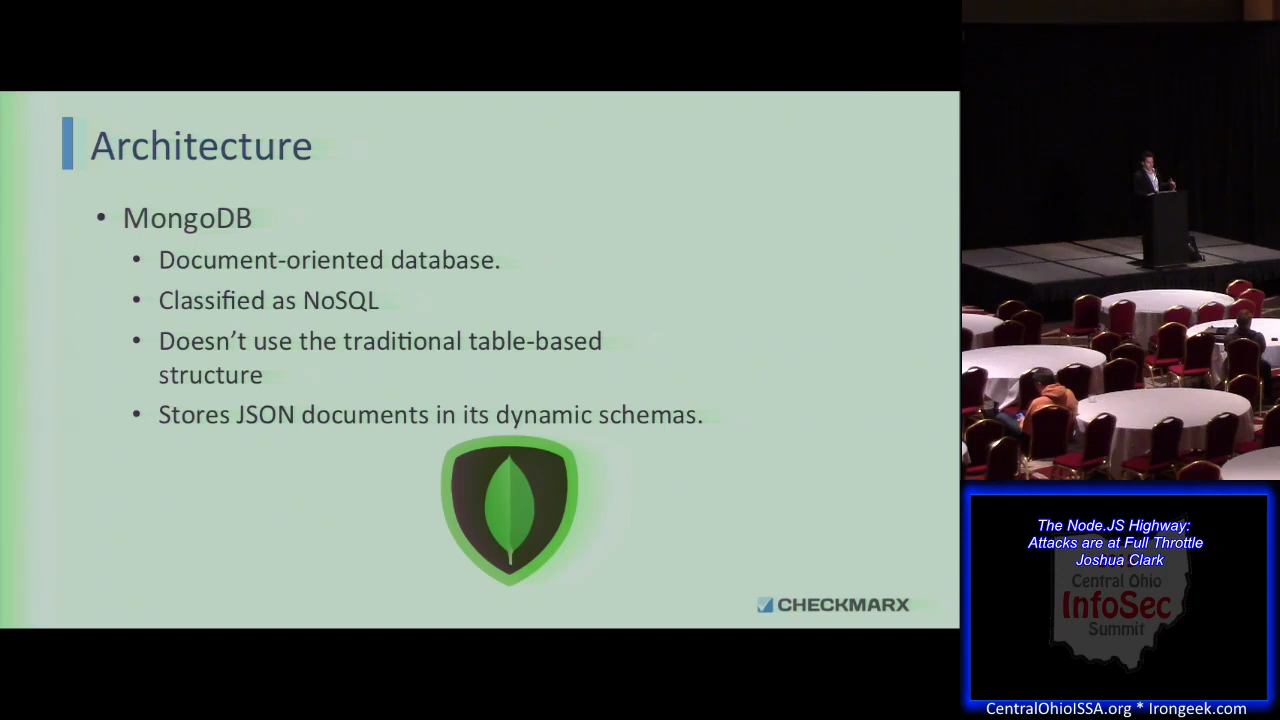 Architecture
• MongoDB
• Document-oriented database.
• Classified as NoSQL
• Doesn’t use the traditional table-based
structure
• Stores JSON documents in its dynamic schemas.
CHECKMARX
The Node.JS Highway:
Attacks are at Full Throttle
Joshua Clark
Central Ohio
InfoSec
Summit
CentralOhioISSA.org * Irongeek.com